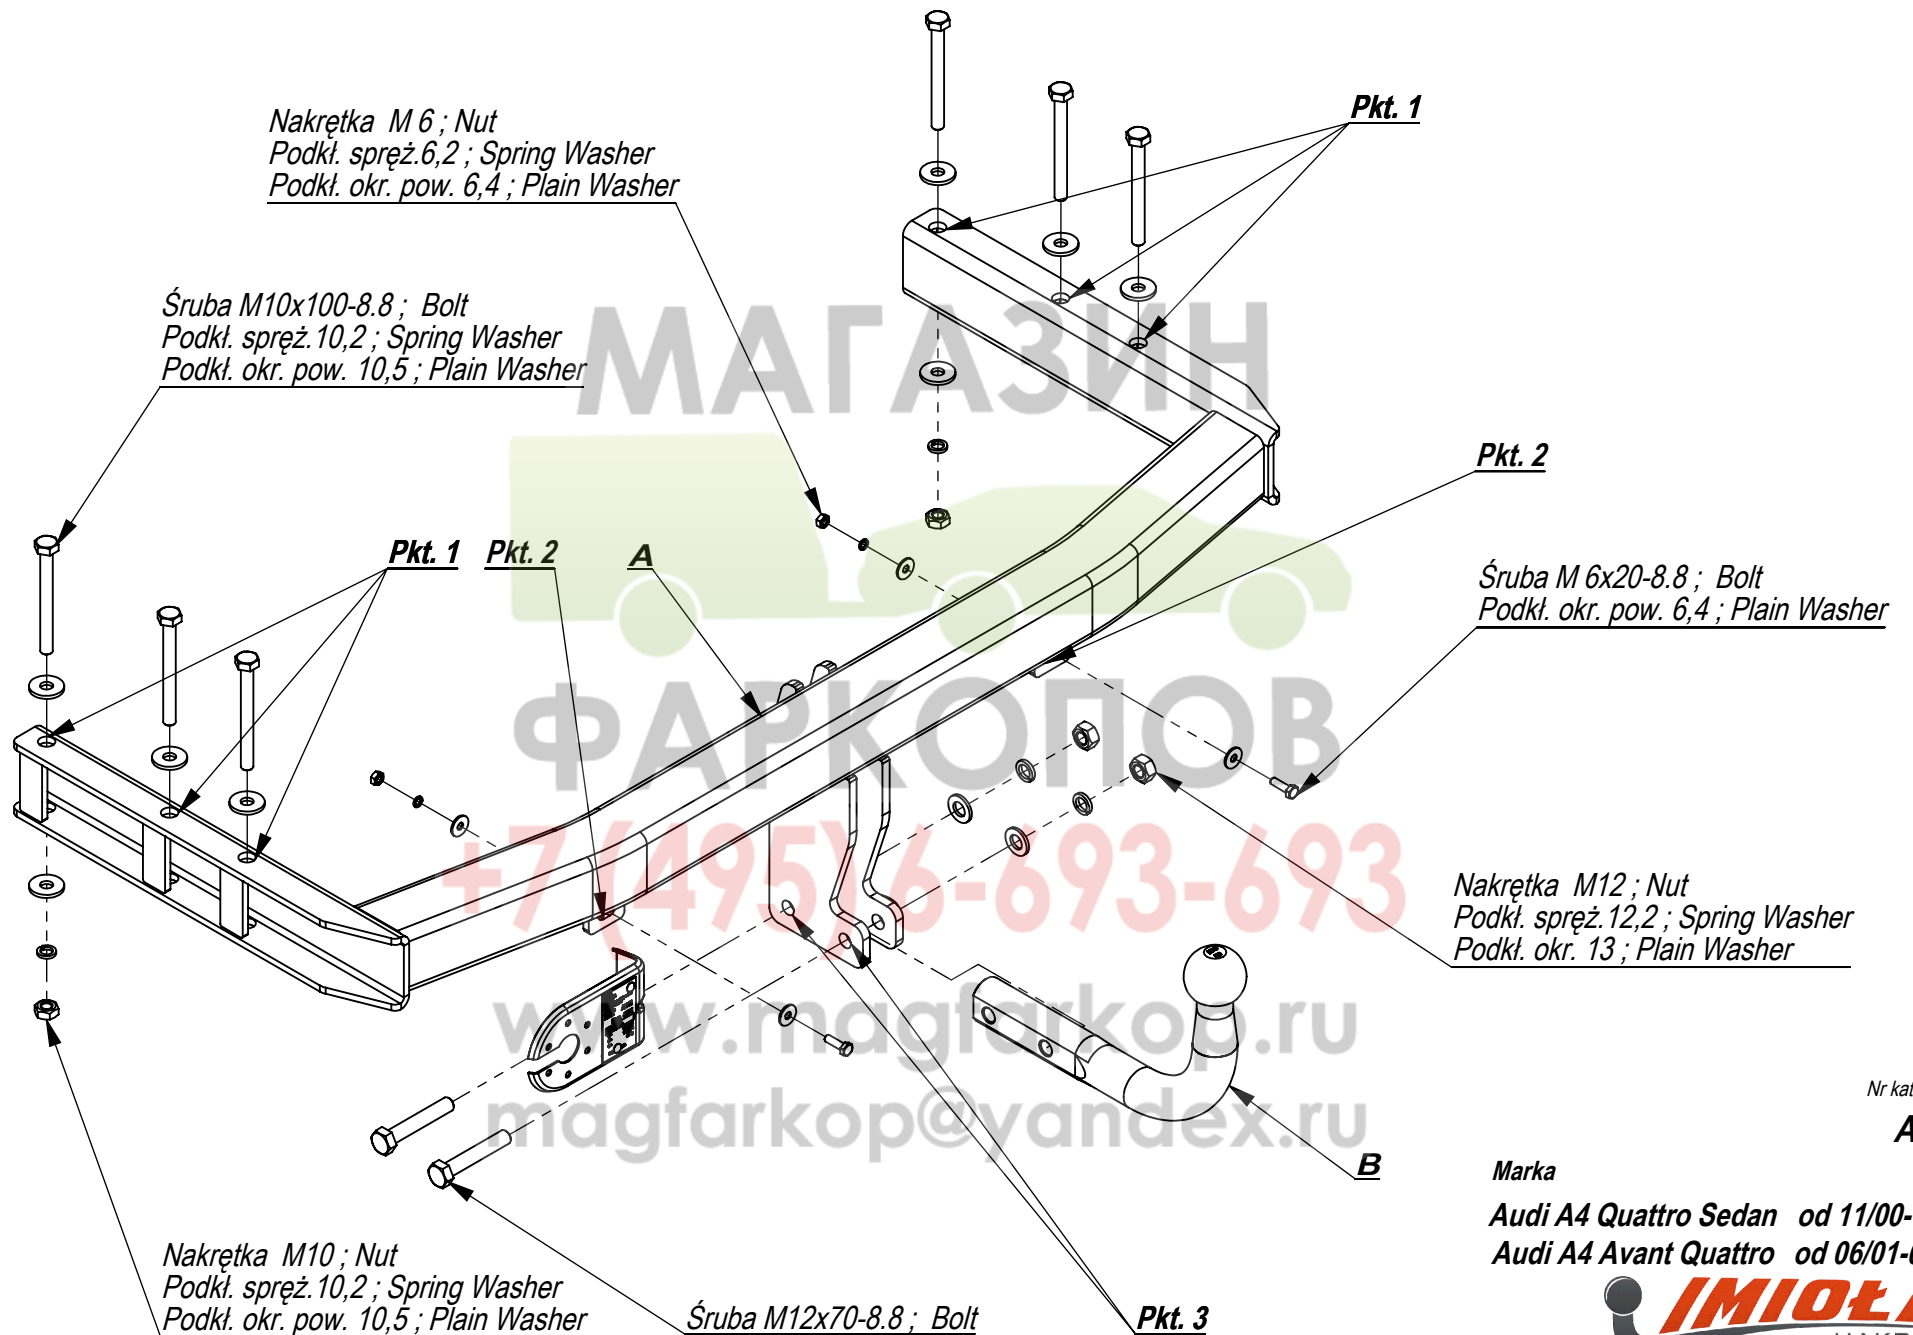 Nakrętka M 6 ; Nut
Podkł. spręż.6,2 ; Spring Washer
Podkł. okr. pow. 6,4 ; Plain Washer
Pkt. 1
Śruba M10x100-8.8 ; Bolt
Podkł. spręż.10,2 ; Spring Washer
Podkł. okr. pow. 10,5 ; Plain Washer
МАГАЗИН
Pkt. 2
Pkt. 1
Pkt. 2
A
Śruba M 6x20-8.8 ; Bolt
Podkł. okr. pow. 6,4 ; Plain Washer
ФАРКОПОВ
+7(495)6-693-693
Nakrętka M12 ; Nut
Podkł. spręż.12,2 ; Spring Washer
Podkł. okr. 13 ; Plain Washer
www.magfarkop.ru
magfarkop@yandex.ru
B
Nr kat
A
Marka
Audi A4 Quattro Sedan od 11/00-
Audi A4 Avant Quattro od 06/01-
IMIOŁ
Nakrętka M10 ; Nut
Podkł. spręż.10,2 ; Spring Washer
Podkł. okr. pow. 10,5 ; Plain Washer
Śruba M12x70-8.8 ; Bolt
Pkt. 3